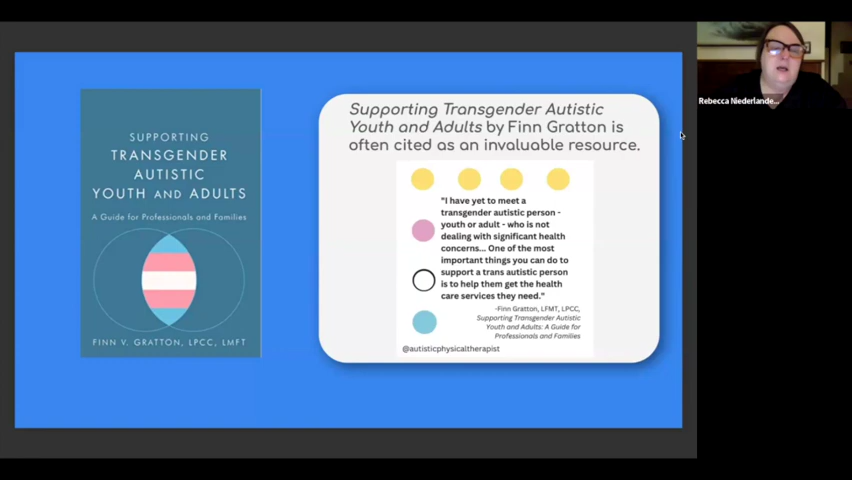 SUPPORTING
TRANSGENDER
AUTISTIC
YOUTH AND ADULTS
A Guide for Professionals and Families
FINN V. GRATTON, LPCC, LMFT
Supporting Transgender Autistic
Youth and Adults by Finn Gratton is
often cited as an invaluable resource.
"I have yet to meet a
transgender autistic person -
youth or adult - who is not
dealing with significant health
concerns... One of the most
important things you can do to
support a trans autistic person
is to help them get the health
care services they need."
-Finn Gratton, LFMT, LPCC,
Supporting Transgender Autistic
Youth and Adults: A Guide for
Professionals and Families
@autisticphysicaltherapist
Rebecca Niederlande...